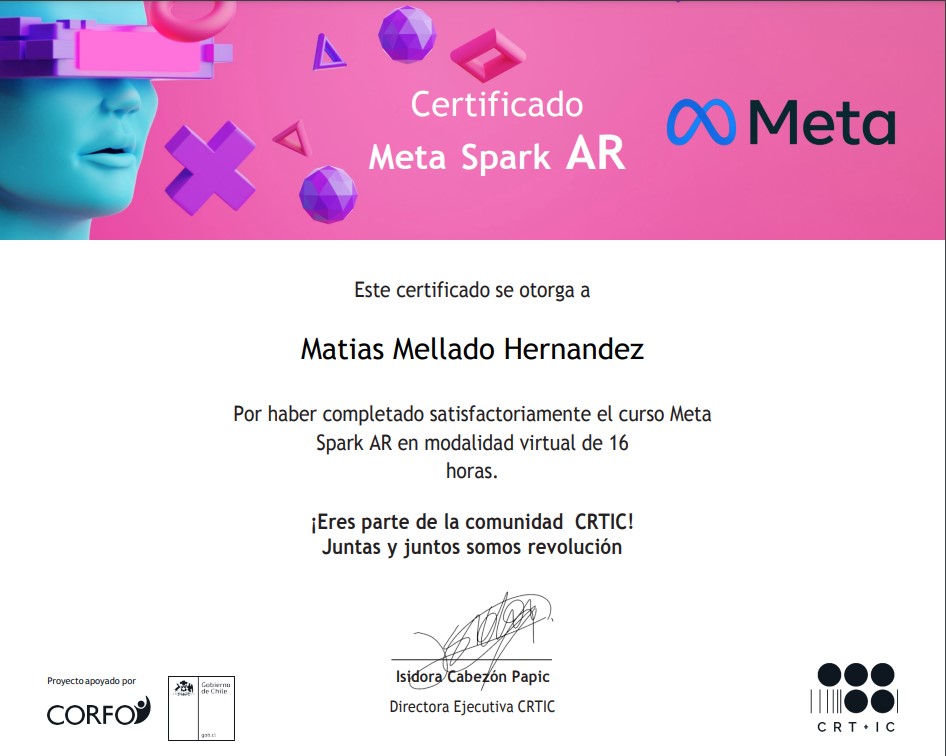 Certificado
Meta Spark AR
Meta
Este certificado se otorga a
Matias Mellado Hernandez
Por haber completado satisfactoriamente el curso Meta
Spark AR en modalidad virtual de 16
horas.
¡Eres parte de la comunidad CRTIC!
Juntas y juntos somos revolución
Isidora Cabezón Papic
Directora Ejecutiva CRTIC
Proyecto apoyado por
CORFO
Gobierno
de Chile
gob.cl
CRT+IC